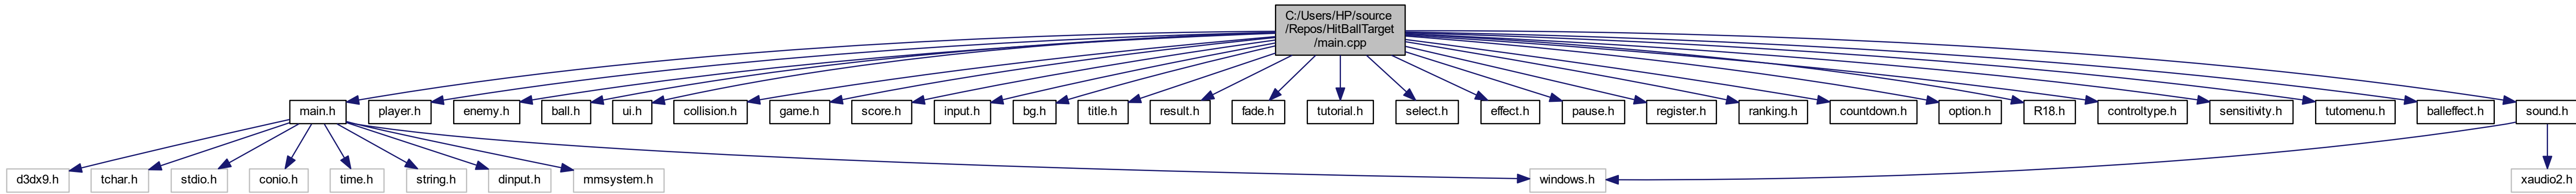 C:/Users/HP/source
/Repos/HitBallTarget
/main.cpp
main.h
player.h
enemy.h
ball.h
ui.h
collision.h
game.h
score.h
input.h
bg.h
title.h
result.h
fade.h
tutorial.h
select.h
effect.h
pause.h
register.h
ranking.h
countdown.h
option.h
R18.h
controltype.h
sensitivity.h
tutomenu.h
balleffect.h
sound.h
d3dx9.h
tchar.h
stdio.h
conio.h
time.h
string.h
dinput.h
mmsystem.h
windows.h
xaudio2.h